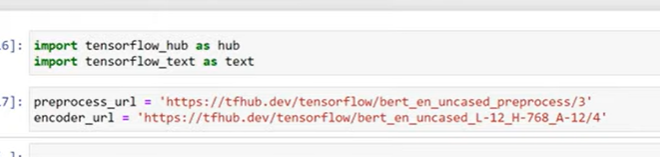 6]: import tensorflow_hub as hub
import tensorflow_text as text
7]: preprocess_url = 'https://tfhub.dev/tensorflow/bert_en_uncased_preprocess/3'
encoder_url = 'https://tfhub.dev/tensorflow/bert_en_uncased_L-12_H-768_A-12/4'